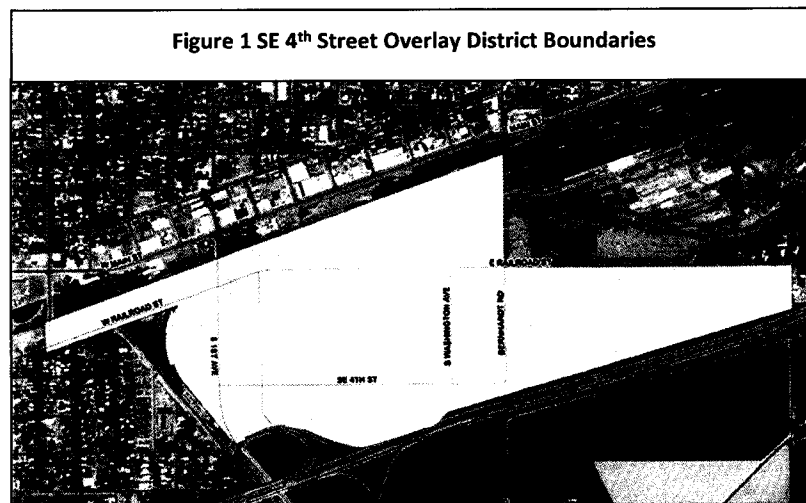 Figure 1 SE 4th Street Overlay District Boundaries
E RAILROAD ST
W RAILROAD ST
S 1ST AVE
S WASHINGTON AVE
BERNHARDT RD
SE 4TH ST